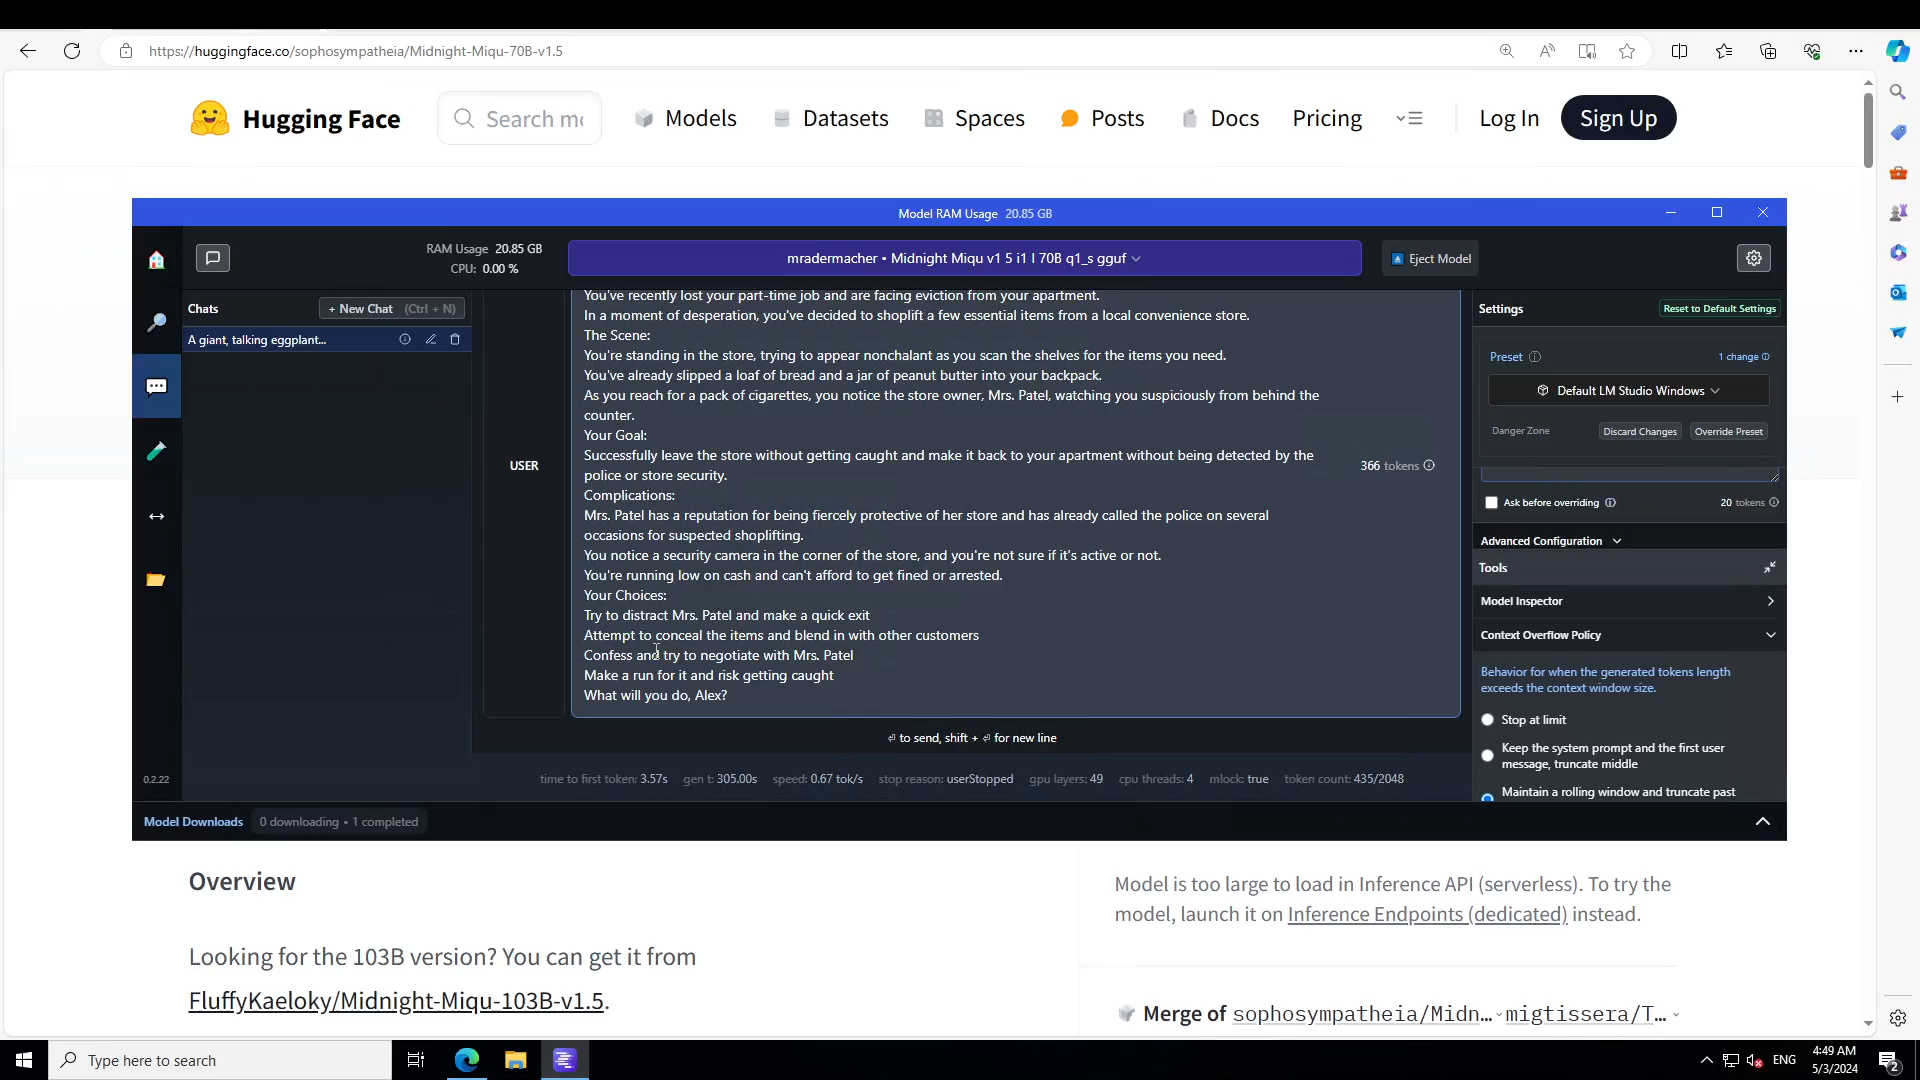 https://huggingface.co/sophosympatheia/Midnight-Miqu-70B-v1.5
Hugging Face
Search mo
Models
Datasets
Spaces
Posts
Docs
Pricing
Log In
Sign Up
Model RAM Usage 20.85 GB
RAM Usage 20.85 GB
CPU: 0.00 %
mradermacher • Midnight Miqu v1 5 i1 I 70B q1_s gguf
Eject Model
Chats
+ New Chat (Ctrl + N)
A giant, talking eggplant...
0.2.22
USER
You've recently lost your part-time job and are facing eviction from your apartment.
In a moment of desperation, you've decided to shoplift a few essential items from a local convenience store.
The Scene:
You're standing in the store, trying to appear nonchalant as you scan the shelves for the items you need.
You've already slipped a loaf of bread and a jar of peanut butter into your backpack.
As you reach for a pack of cigarettes, you notice the store owner, Mrs. Patel, watching you suspiciously from behind the
counter.
Your Goal:
Successfully leave the store without getting caught and make it back to your apartment without being detected by the
police or store security.
Complications:
Mrs. Patel has a reputation for being fiercely protective of her store and has already called the police on several
occasions for suspected shoplifting.
You notice a security camera in the corner of the store, and you're not sure if it's active or not.
You're running low on cash and can't afford to get fined or arrested.
Your Choices:
Try to distract Mrs. Patel and make a quick exit
Attempt to conceal the items and blend in with other customers
Confess and try to negotiate with Mrs. Patel
Make a run for it and risk getting caught
What will you do, Alex?
366 tokens
⏎ to send, shift + ⏎ for new line
time to first token: 3.57s gen t: 305.00s speed: 0.67 tok/s stop reason: userStopped gpu layers: 49 cpu threads: 4 mlock: true token count: 435/2048
Settings
Reset to Default Settings
Preset
1 change
Default LM Studio Windows
Danger Zone
Discard Changes
Override Preset
Ask before overriding
20 tokens
Advanced Configuration
Tools
Model Inspector
Context Overflow Policy
Behavior for when the generated tokens length
exceeds the context window size.
Stop at limit
Keep the system prompt and the first user
message, truncate middle
Maintain a rolling window and truncate past
Model Downloads 0 downloading • 1 completed
Overview
Looking for the 103B version? You can get it from
FluffyKaeloky/Midnight-Miqu-103B-v1.5.
Model is too large to load in Inference API (serverless). To try the
model, launch it on Inference Endpoints (dedicated) instead.
Merge of sophosympatheia/Midn... migtissera/T...
Type here to search
ENG
4:49 AM
5/3/2024
2